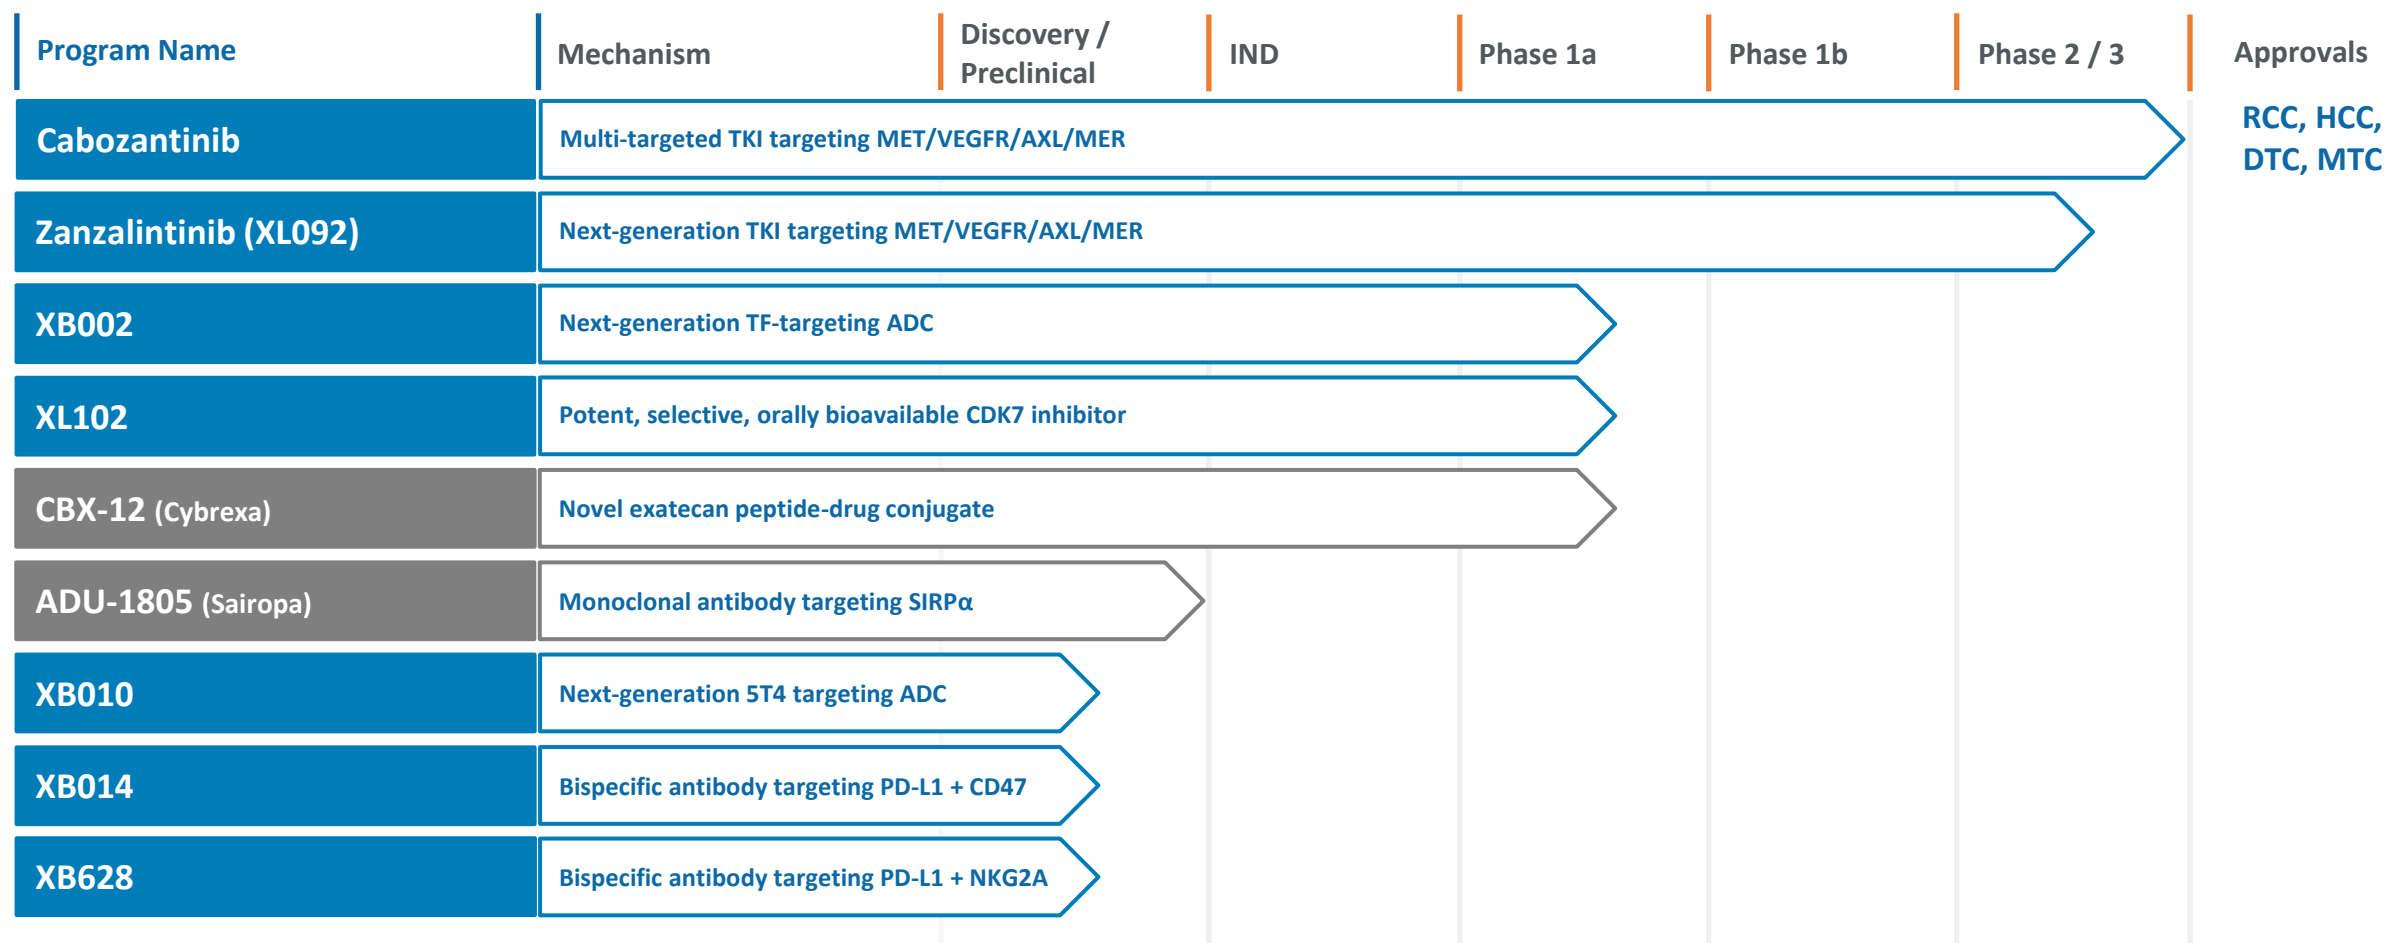 Program Name
Mechanism
Discovery /
Preclinical
IND
Phase 1a
Phase 1b
Phase 2 / 3
Approvals
Cabozantinib
Multi-targeted TKI targeting MET/VEGFR/AXL/MER
RCC, HCC,
DTC, MTC
Zanzalintinib (XL092)
Next-generation TKI targeting MET/VEGFR/AXL/MER
XB002
Next-generation TF-targeting ADC
XL102
Potent, selective, orally bioavailable CDK7 inhibitor
CBX-12 (Cybrexa)
Novel exatecan peptide-drug conjugate
ADU-1805 (Sairopa)
Monoclonal antibody targeting SIRPα
XB010
Next-generation 5T4 targeting ADC
XB014
Bispecific antibody targeting PD-L1 + CD47
XB628
Bispecific antibody targeting PD-L1 + NKG2A